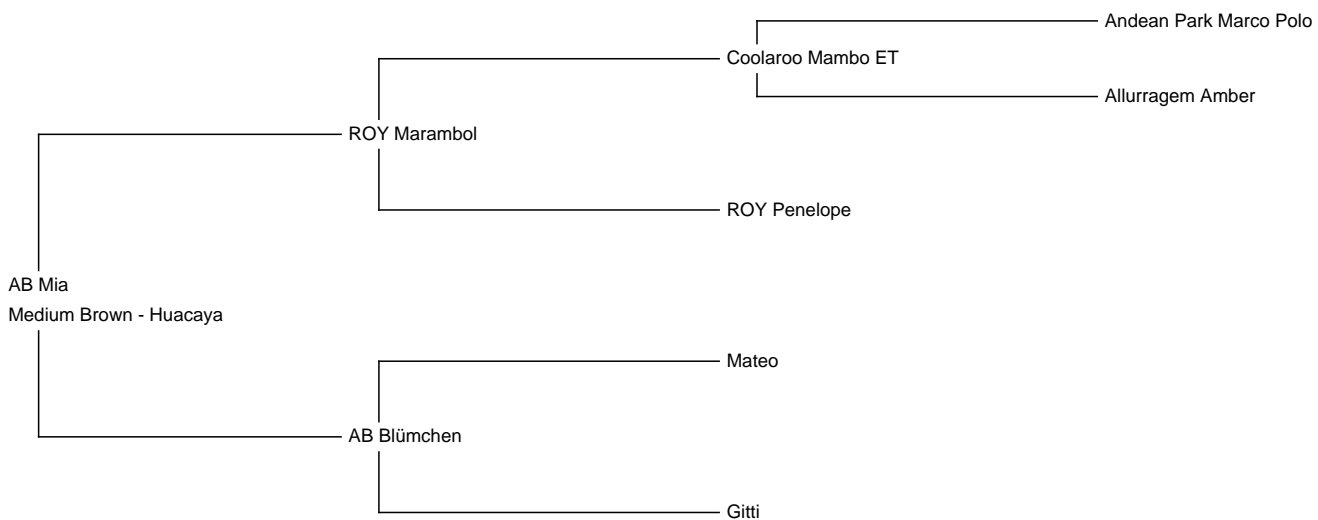 Andean Park Marco Polo
Coolaroo Mambo ET
Allurragem Amber
ROY Marambol
ROY Penelope
AB Mia
Medium Brown - Huacaya
Mateo
AB Blümchen
Gitti